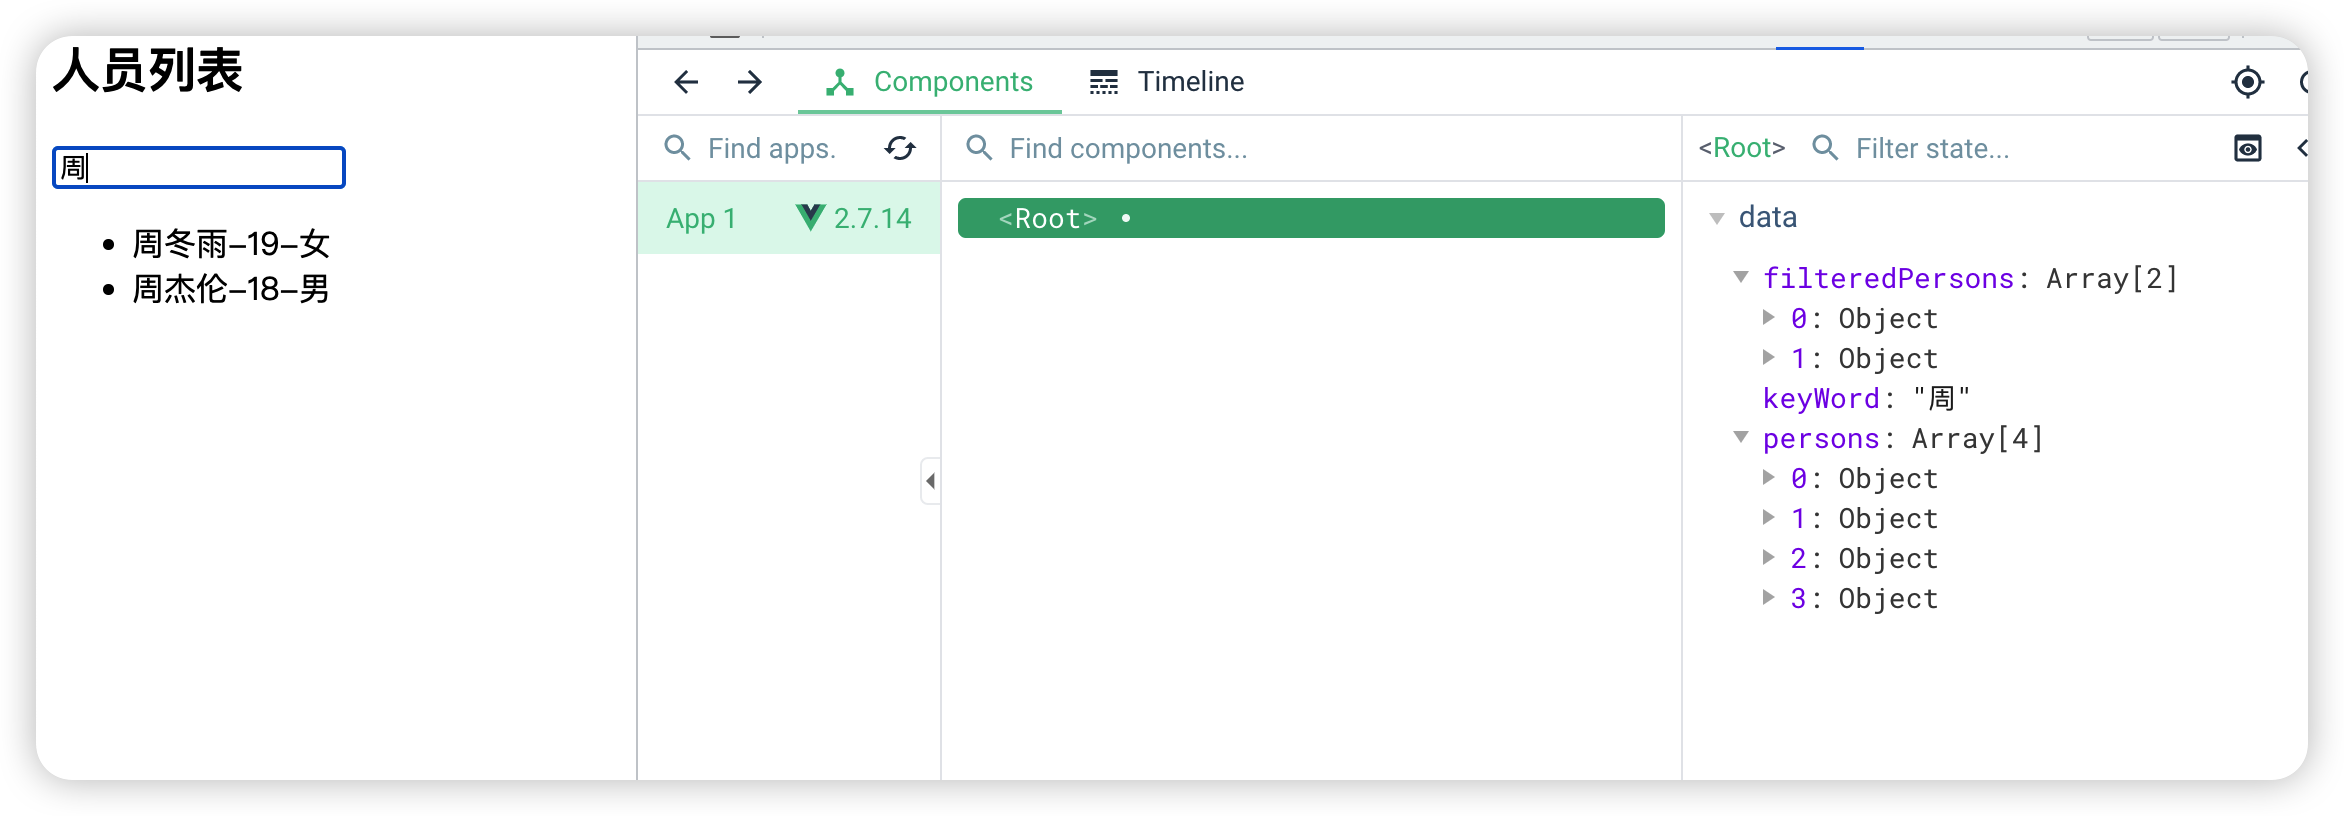 人员列表
周
周冬雨-19-女
周杰伦-18-男
Components
Timeline
Find apps.
Find components...
<Root>
Filter state...
App 1
2.7.14
<Root>
data
filteredPersons: Array[2]
0: Object
1: Object
keyWord: "周"
persons: Array[4]
0: Object
1: Object
2: Object
3: Object